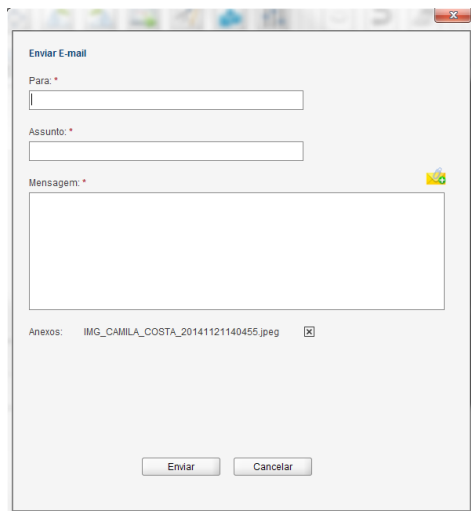 Enviar E-mail
Para: *
Assunto: *
Mensagem: *
Anexos: IMG_CAMILA_COSTA_20141121140455.jpeg
Enviar Cancelar